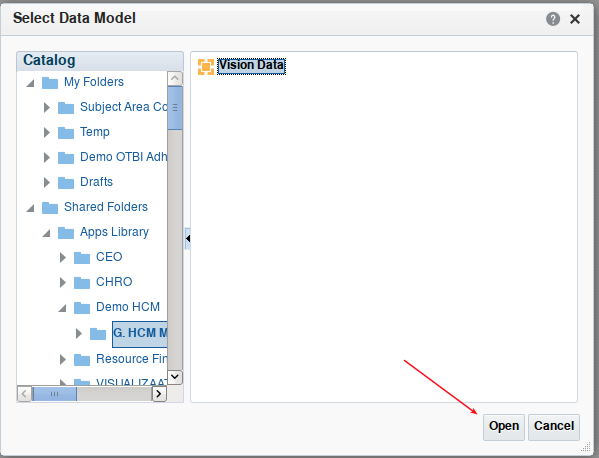 Select Data Model
Catalog
My Folders
Subject Area Co
Temp
Demo OTBI Adh
Drafts
Shared Folders
Apps Library
CEO
CHRO
Demo HCM
G. HCM M
Resource Fin
VISUALIZAAT
Vision Data
Open Cancel